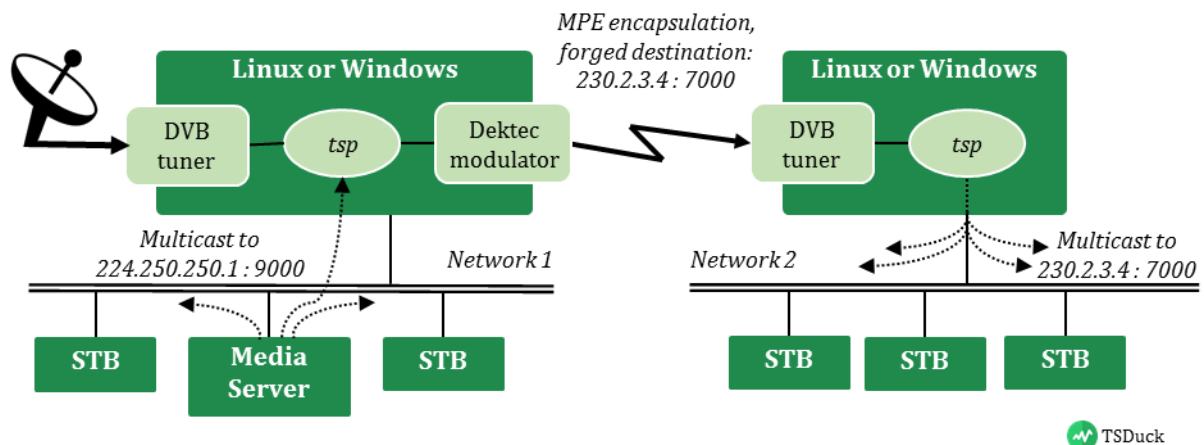 MPE encapsulation,
forged destination:
230.2.3.4 : 7000
Linux or Windows
DVB
tuner
tsp
Dektec
modulator
Linux or Windows
DVB
tuner
tsp
Multicast to
224.250.250.1 : 9000
Network 1
Network 2
Multicast to
230.2.3.4 : 7000
STB
Media
Server
STB
STB
STB
STB
TSDuck